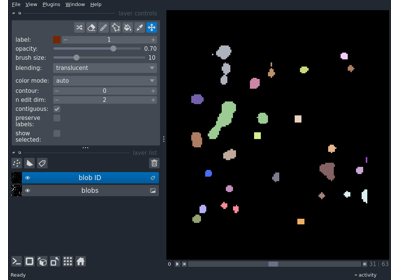 File View Plugins Window Help
layer controls
label: 1
opacity: 0.70
brush size: 10
blending: translucent
color mode: auto
contour: 0
n edit dim: 2
contiguous:
preserve
labels:
show
selected:
layer list
blob ID
blobs
31 63
Ready
activity